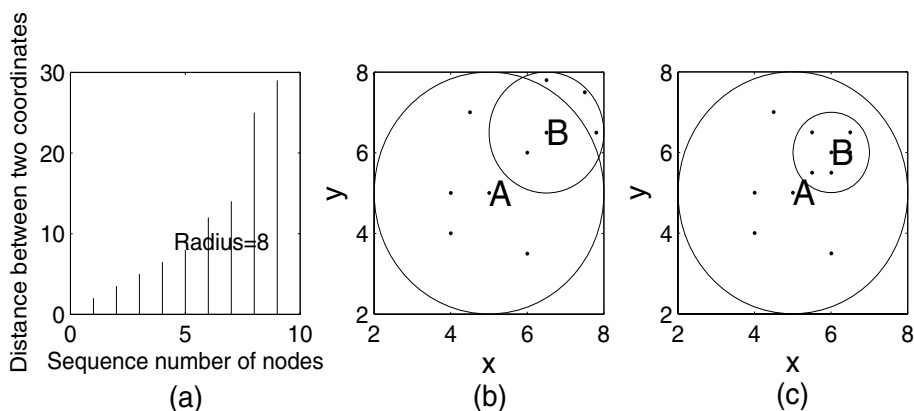 Distance between two coordinates
30
20
10
0
0 5 10
Radius=8
Sequence number of nodes
(a)
8
6
4
2
2 4 6 8
y
x
A
B
(b)
8
6
4
2
2 4 6 8
y
x
A
B
(c)